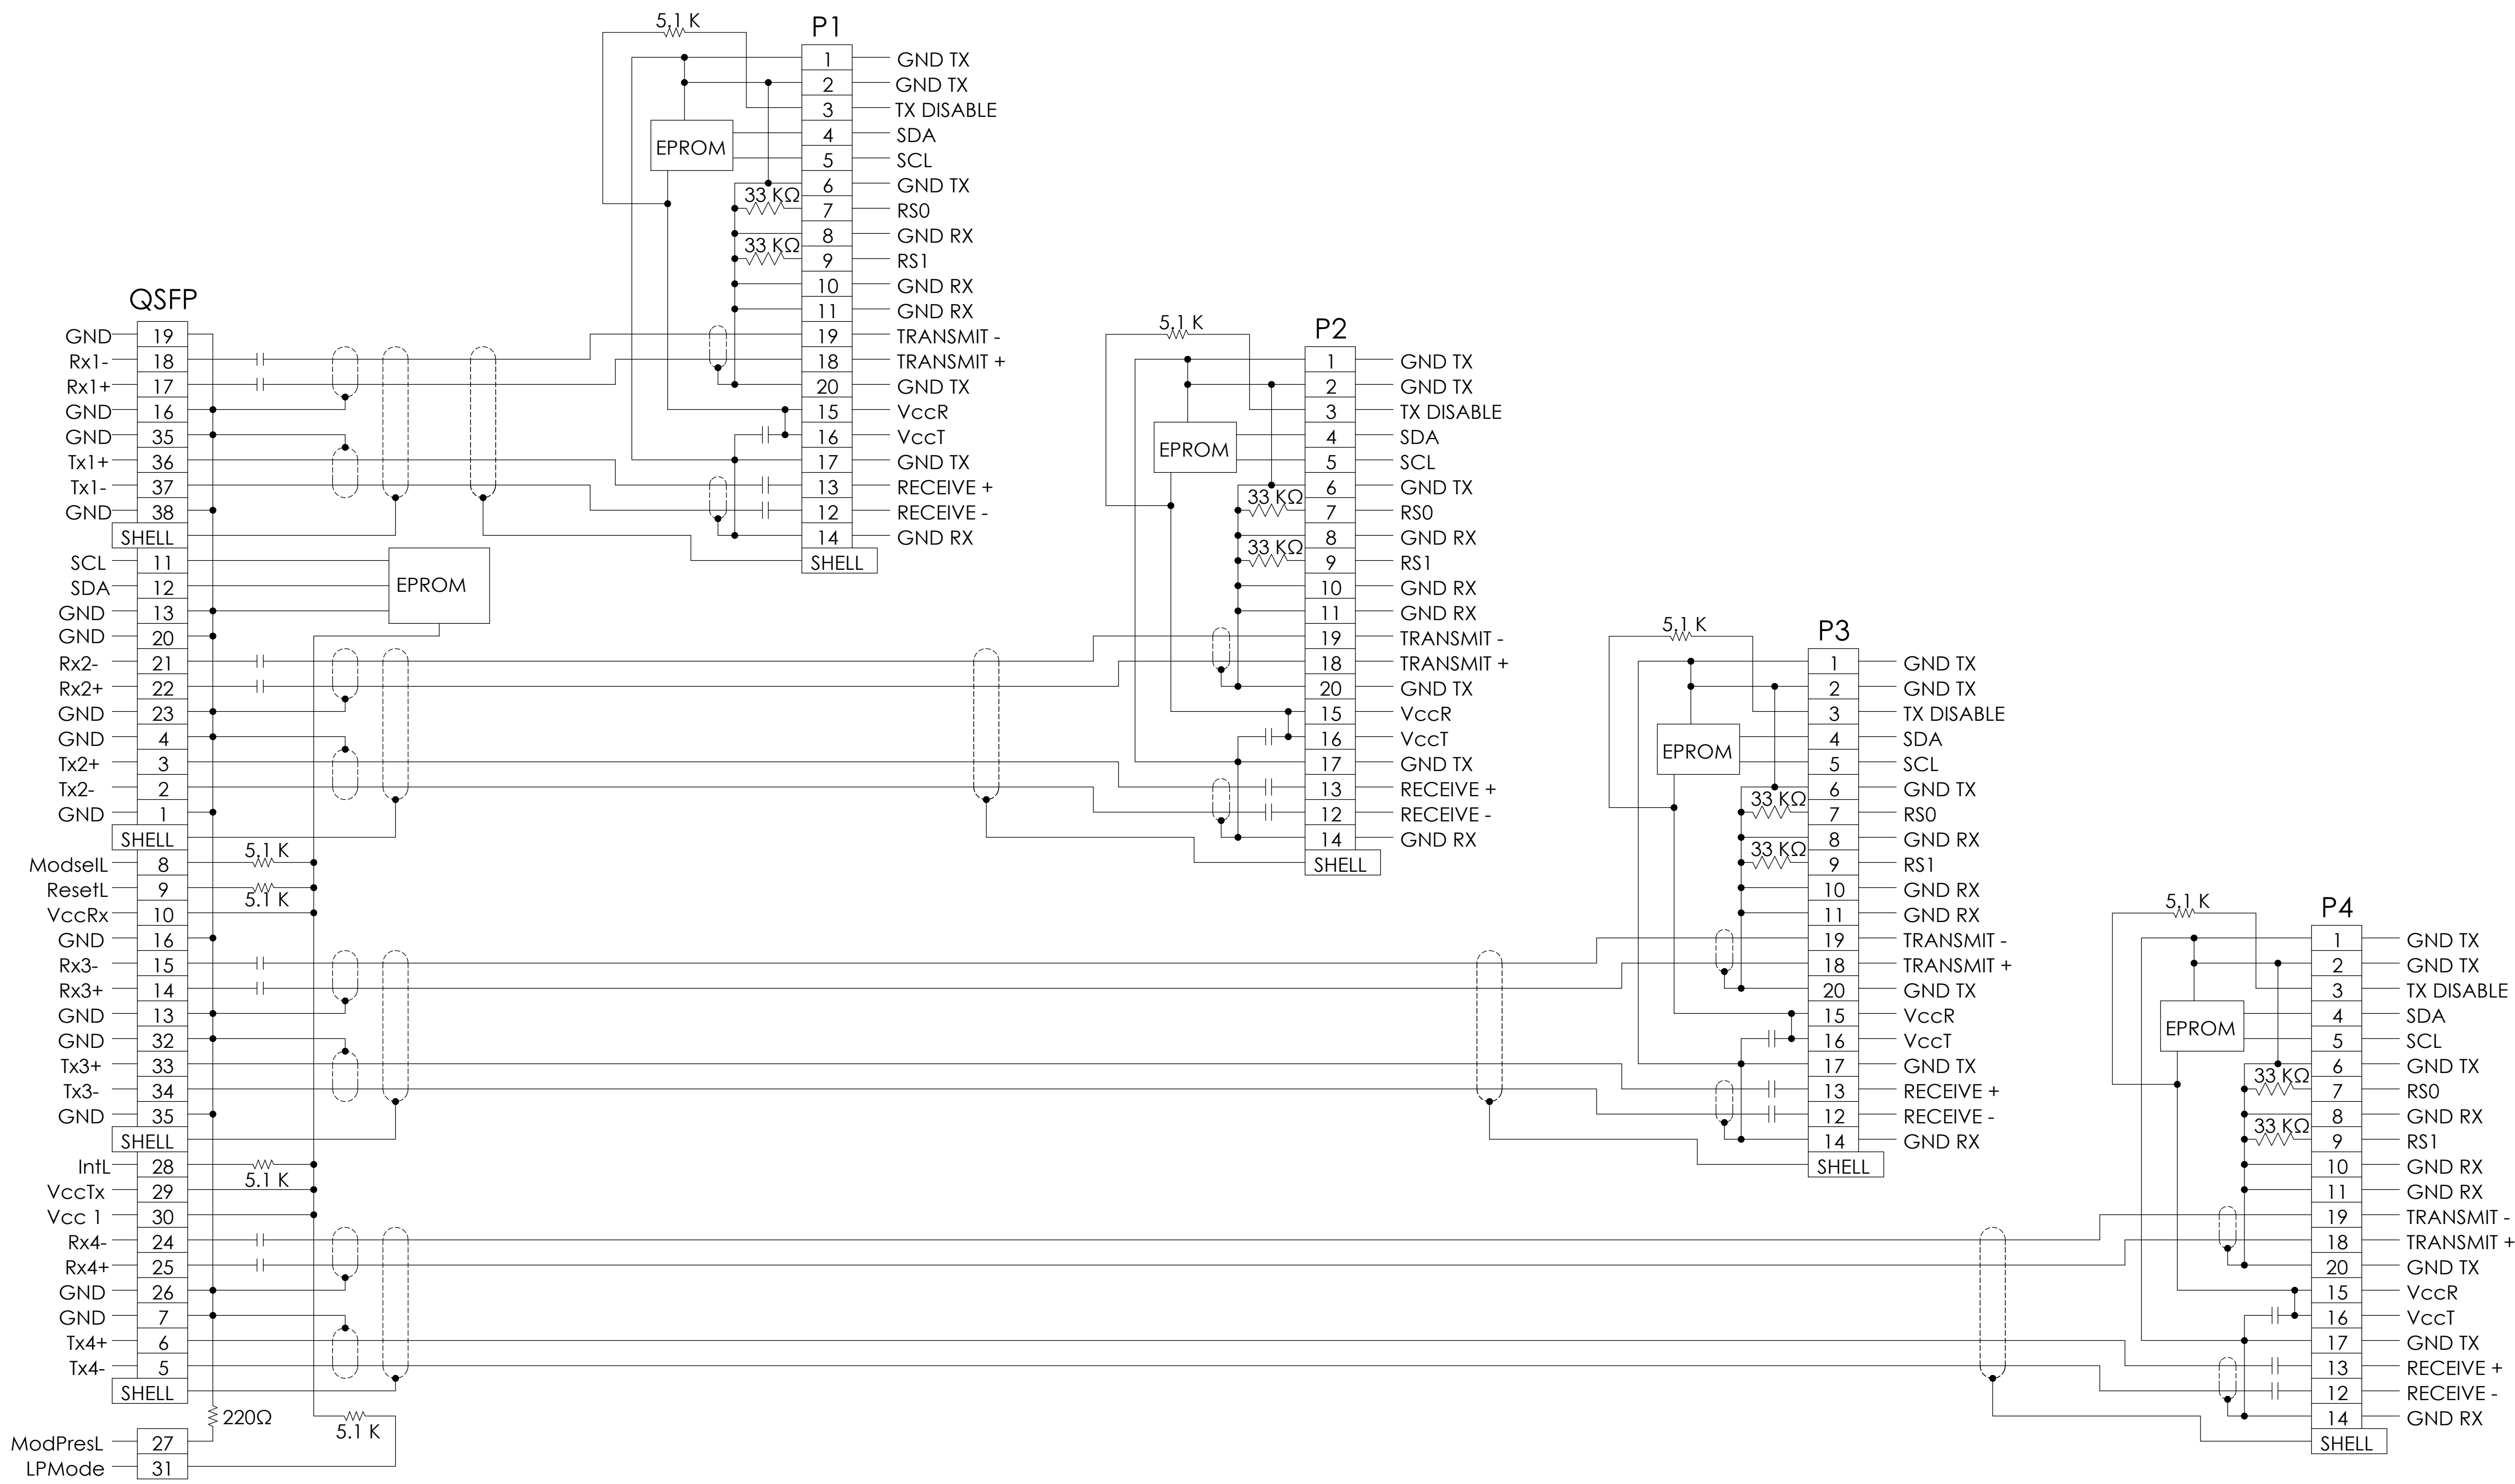 QSFP
GND 19
Rx1- 18
Rx1+ 17
GND 16
GND 35
Tx1+ 36
Tx1- 37
GND 38
SHELL
SCL 11
SDA 12
GND 13
EPROM
GND 20
Rx2- 21
Rx2+ 22
GND 23
GND 4
Tx2+ 3
Tx2- 2
GND 1
SHELL
ModselL 8 5.1 K
ResetL 9 5.1 K
VccRx 10
GND 16
Rx3- 15
Rx3+ 14
GND 13
GND 32
Tx3+ 33
Tx3- 34
GND 35
SHELL
IntL 28 5.1 K
VccTx 29
Vcc 1 30
Rx4- 24
Rx4+ 25
GND 26
GND 7
Tx4+ 6
Tx4- 5
SHELL
220Ω
5.1 K
ModPresL 27
LPMode 31
P1
5.1 K
1 GND TX
2 GND TX
3 TX DISABLE
4 SDA
EPROM
5 SCL
6 GND TX
33 KΩ 7 RS0
8 GND RX
33 KΩ 9 RS1
10 GND RX
11 GND RX
19 TRANSMIT -
18 TRANSMIT +
20 GND TX
15 VccR
16 VccT
17 GND TX
13 RECEIVE +
12 RECEIVE -
14 GND RX
SHELL
P2
5.1 K
1 GND TX
2 GND TX
3 TX DISABLE
4 SDA
EPROM
5 SCL
6 GND TX
33 KΩ 7 RS0
8 GND RX
33 KΩ 9 RS1
10 GND RX
11 GND RX
19 TRANSMIT -
18 TRANSMIT +
20 GND TX
15 VccR
16 VccT
17 GND TX
13 RECEIVE +
12 RECEIVE -
14 GND RX
SHELL
P3
5.1 K
1 GND TX
2 GND TX
3 TX DISABLE
4 SDA
EPROM
5 SCL
6 GND TX
33 KΩ 7 RS0
8 GND RX
33 KΩ 9 RS1
10 GND RX
11 GND RX
19 TRANSMIT -
18 TRANSMIT +
20 GND TX
15 VccR
16 VccT
17 GND TX
13 RECEIVE +
12 RECEIVE -
14 GND RX
SHELL
P4
5.1 K
1 GND TX
2 GND TX
3 TX DISABLE
4 SDA
EPROM
5 SCL
6 GND TX
33 KΩ 7 RS0
8 GND RX
33 KΩ 9 RS1
10 GND RX
11 GND RX
19 TRANSMIT -
18 TRANSMIT +
20 GND TX
15 VccR
16 VccT
17 GND TX
13 RECEIVE +
12 RECEIVE -
14 GND RX
SHELL